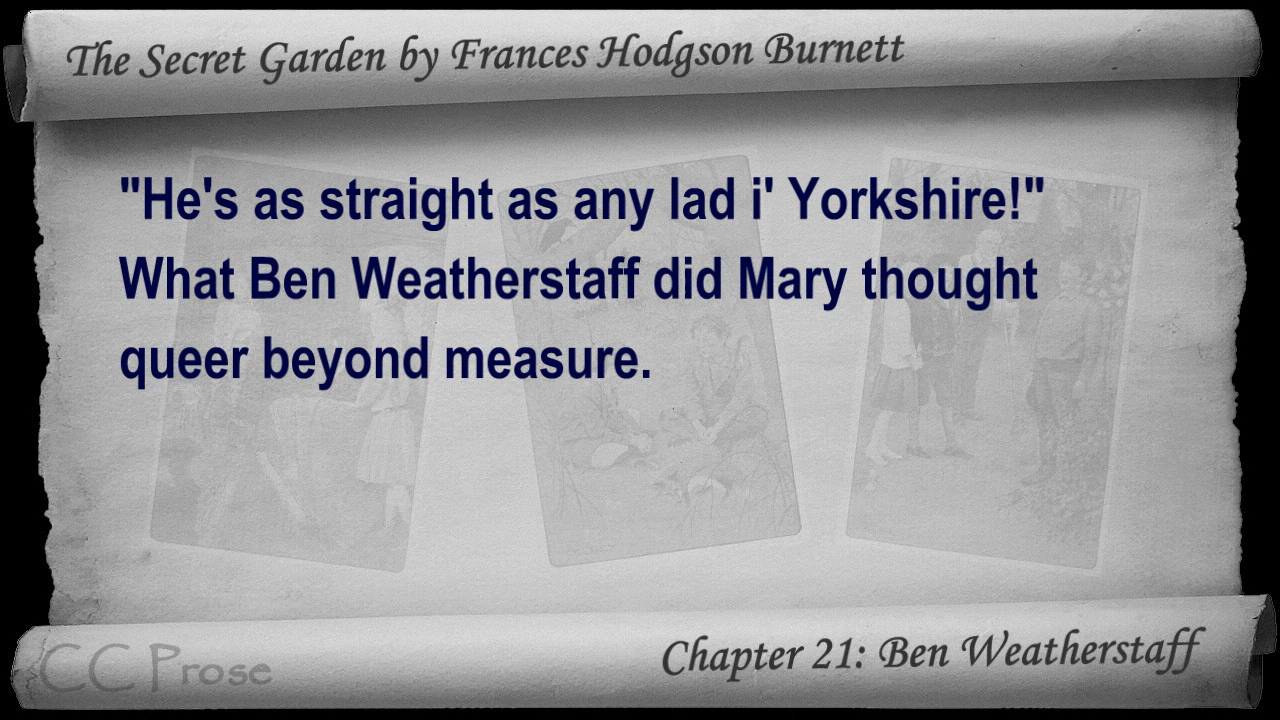 The Secret Garden by Frances Hodgson Burnett
"He's as straight as any lad i' Yorkshire!"
What Ben Weatherstaff did Mary thought
queer beyond measure.
CC Prose
Chapter 21: Ben Weatherstaff